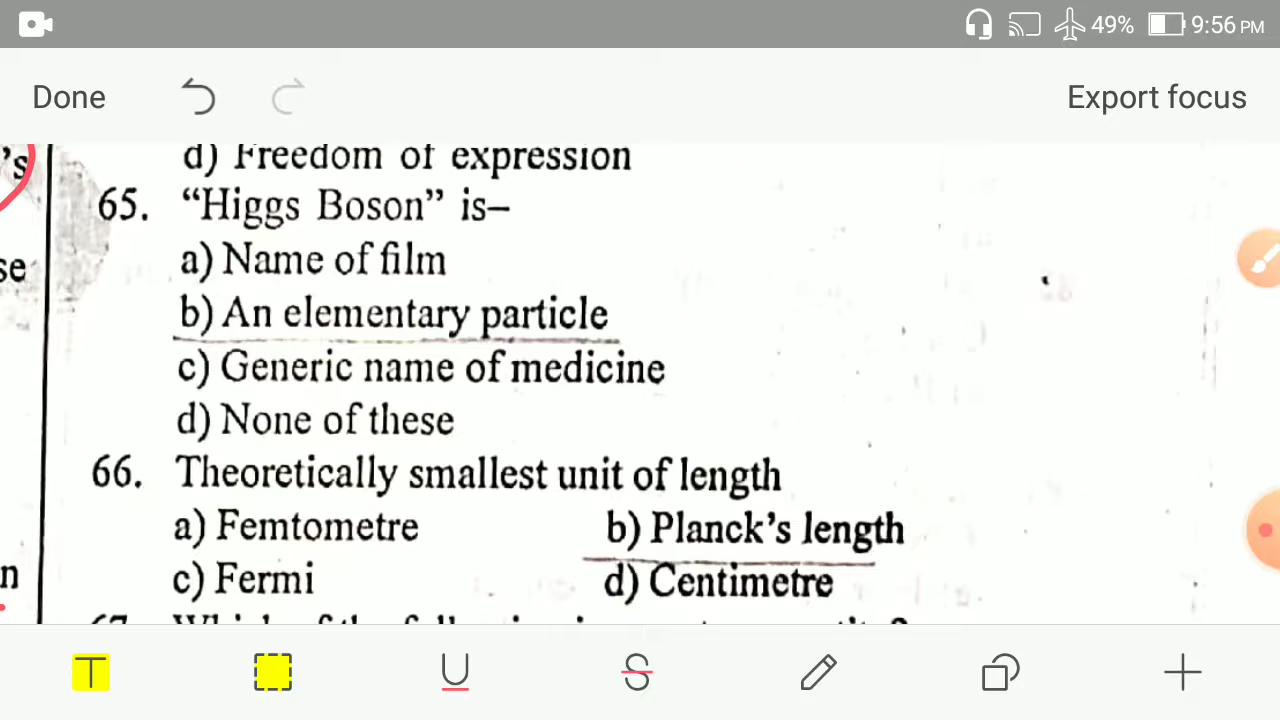 49% 9:56 PM
Done Export focus
's
d) Freedom of expression
65. “Higgs Boson” is–
a) Name of film
se
b) An elementary particle
c) Generic name of medicine
d) None of these
66. Theoretically smallest unit of length
a) Femtometre b) Planck’s length
c) Fermi d) Centimetre
n
T U S